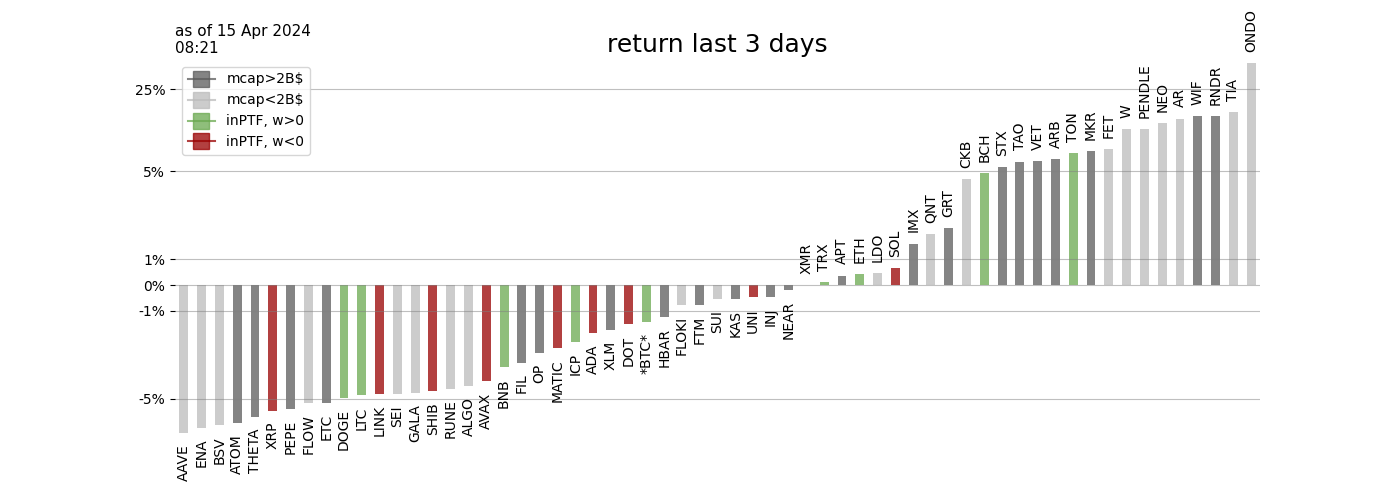 as of 15 Apr 2024
08:21
return last 3 days
mcap>2B$
mcap<2B$
inPTF, w>0
inPTF, w<0
25%
5%
1%
0%
-1%
-5%
AAVE
ENA
BSV
ATOM
THETA
XRP
PEPE
FLOW
ETC
DOGE
LTC
LINK
SEI
GALA
SHIB
RUNE
ALGO
AVAX
BNB
FIL
OP
MATIC
ICP
ADA
XLM
DOT
*BTC*
HBAR
FLOKI
FTM
SUI
KAS
UNI
INJ
NEAR
XMR
TRX
APT
ETH
LDO
SOL
IMX
QNT
GRT
CKB
BCH
STX
TAO
VET
ARB
TON
MKR
FET
W
PENDLE
NEO
AR
WIF
RNDR
TIA
ONDO